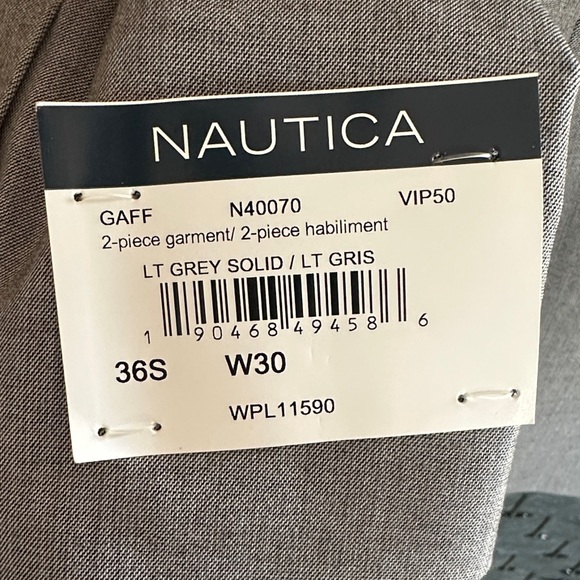 NAUTICA
GAFF N40070 VIP50
2-piece garment/ 2-piece habiliment
LT GREY SOLID / LT GRIS
1 90468 49458 6
36S W30
WPL11590